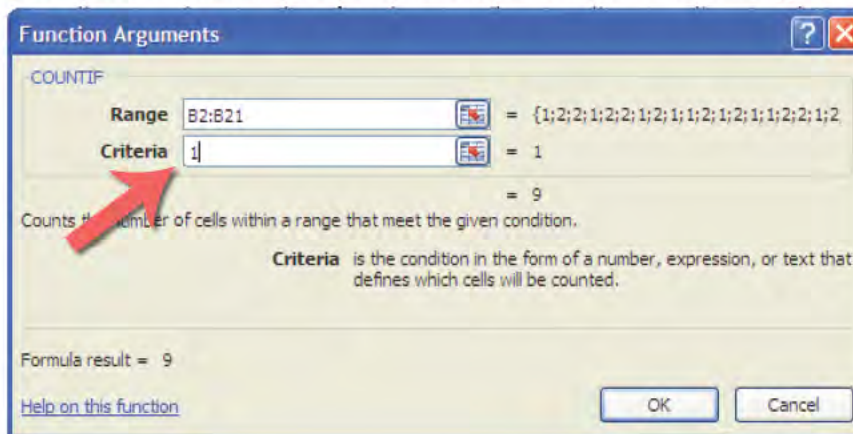 Function Arguments
COUNTIF
Range B2:B21 = {1;2;2;1;2;2;1;2;1;1;2;1;2;1;1;2;2;1;2
Criteria 1 = 1
= 9
Counts the number of cells within a range that meet the given condition.
Criteria is the condition in the form of a number, expression, or text that
defines which cells will be counted.
Formula result = 9
Help on this function OK Cancel